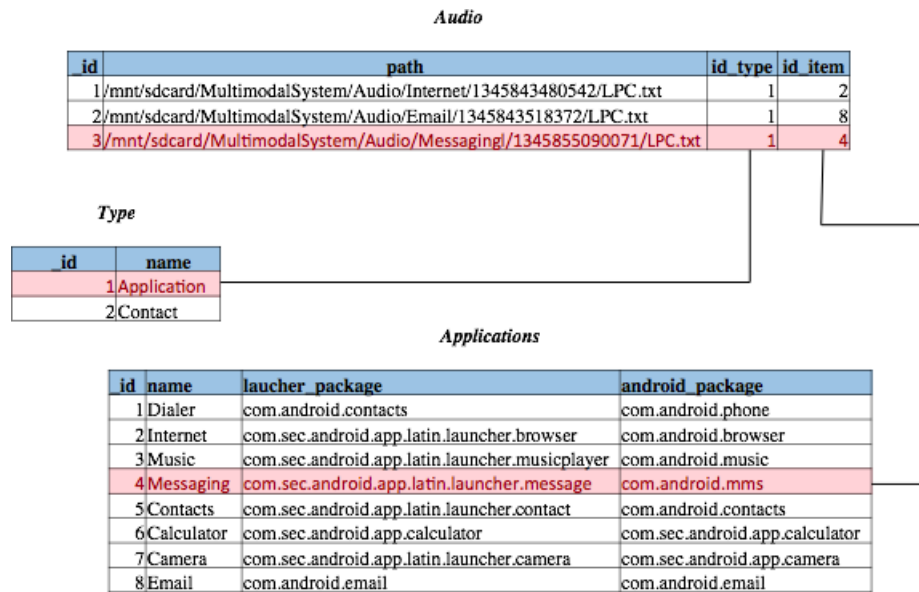 Audio
_id path id_type id_item
1 /mnt/sdcard/MultimodalSystem/Audio/Internet/1345843480542/LPC.txt 1 2
2 /mnt/sdcard/MultimodalSystem/Audio/Email/1345843518372/LPC.txt 1 8
3 /mnt/sdcard/MultimodalSystem/Audio/Messagingl/1345855090071/LPC.txt 1 4
Type
_id name
1 Application
2 Contact
Applications
_id name laucher_package android_package
1 Dialer com.android.contacts com.android.phone
2 Internet com.sec.android.app.latin.launcher.browser com.android.browser
3 Music com.sec.android.app.latin.launcher.musicplayer com.android.music
4 Messaging com.sec.android.app.latin.launcher.message com.android.mms
5 Contacts com.sec.android.app.latin.launcher.contact com.android.contacts
6 Calculator com.sec.android.app.calculator com.sec.android.app.calculator
7 Camera com.sec.android.app.latin.launcher.camera com.sec.android.app.camera
8 Email com.android.email com.android.email